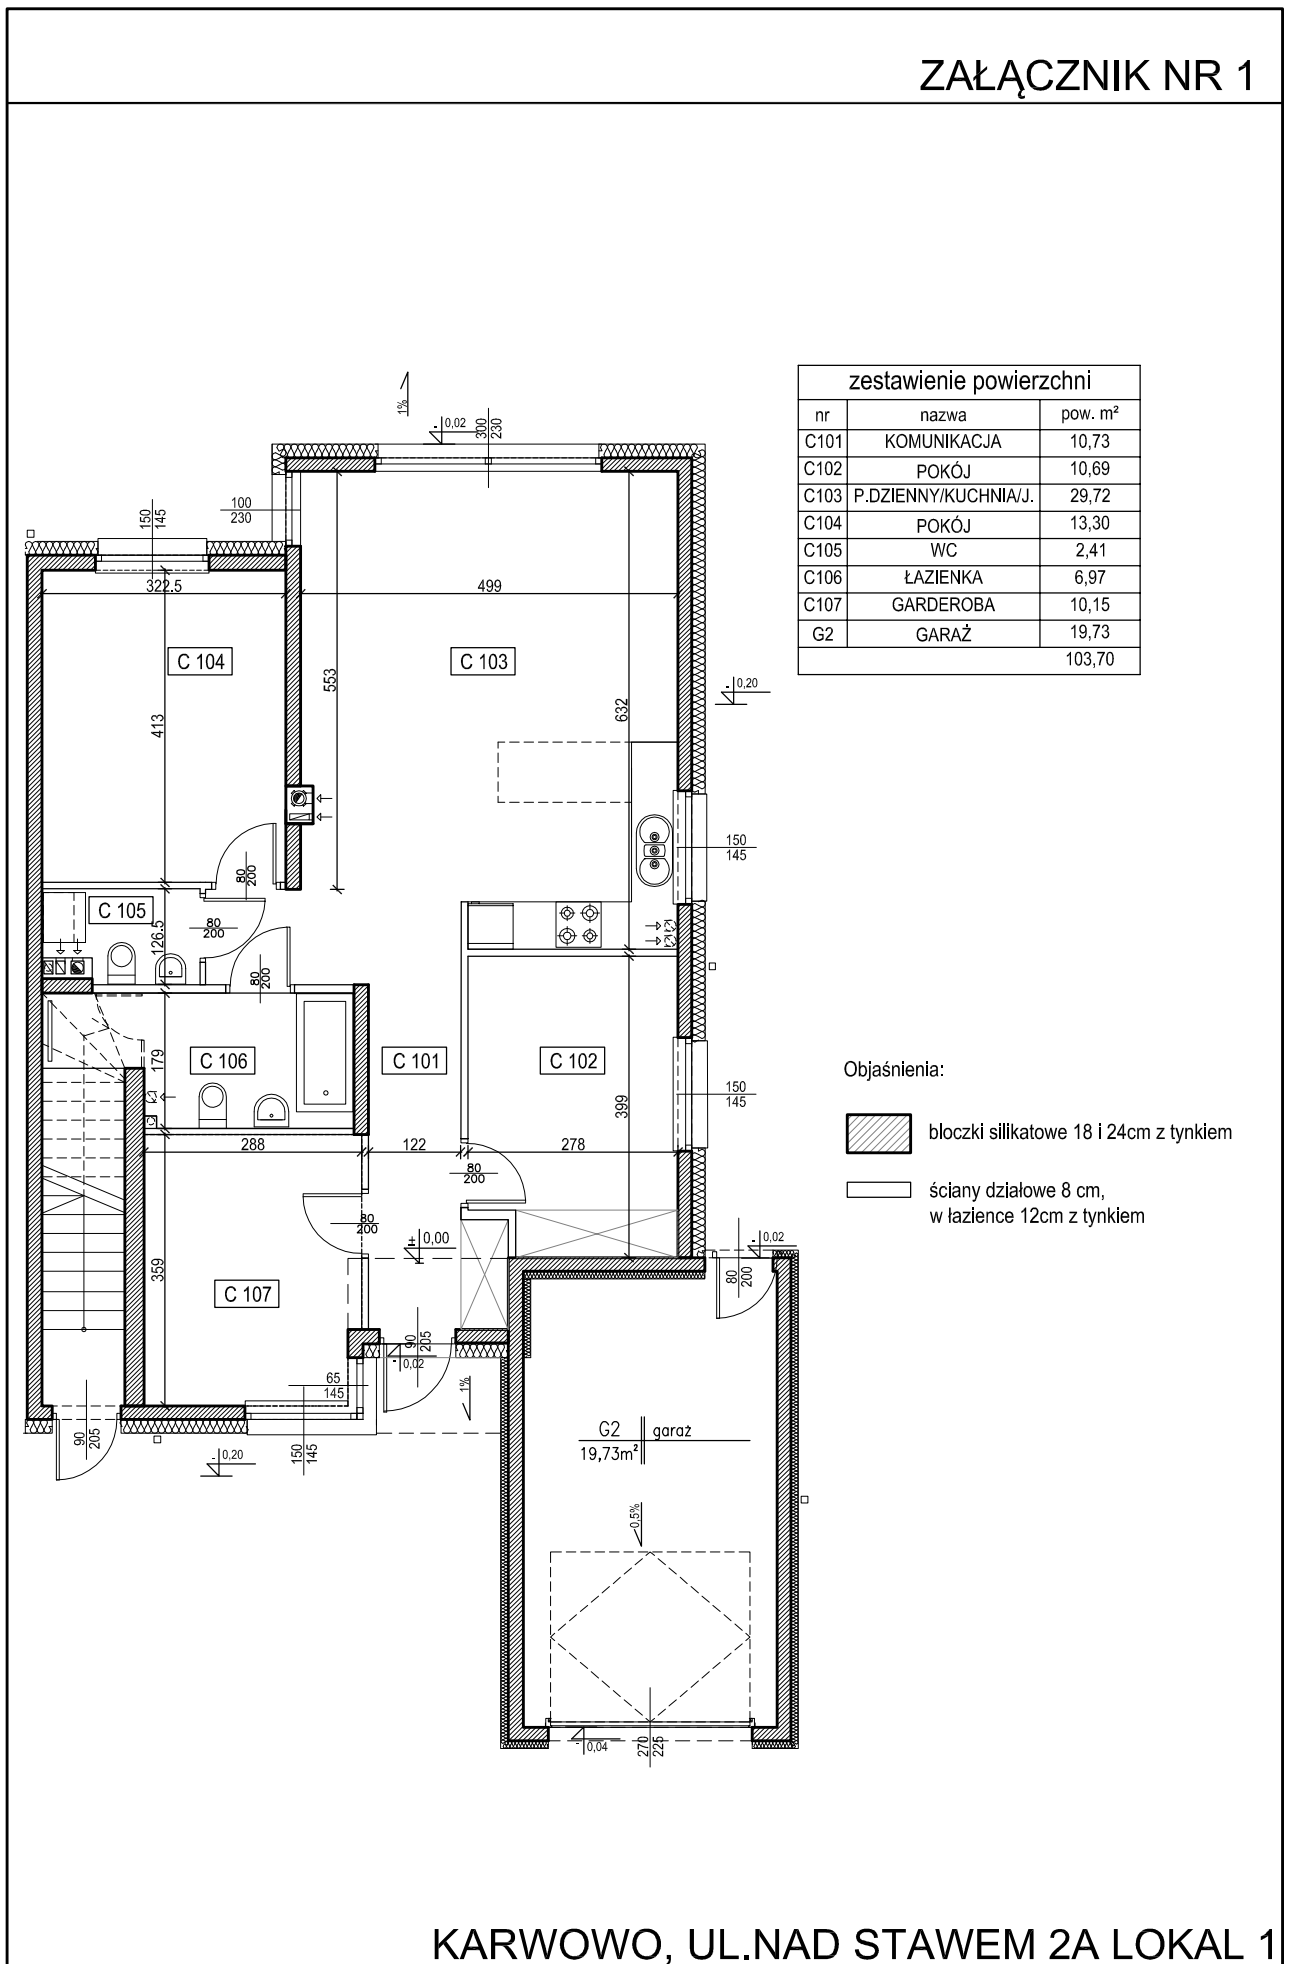 ZAŁĄCZNIK NR 1
zestawienie powierzchni
nr nazwa pow. m²
C101 KOMUNIKACJA 10,73
C102 POKÓJ 10,69
C103 P.DZIENNY/KUCHNIA/J. 29,72
C104 POKÓJ 13,30
C105 WC 2,41
C106 ŁAZIENKA 6,97
C107 GARDEROBA 10,15
G2 GARAŻ 19,73
103,70
1%
- 0,02
300
230
100
230
150
145
322.5
499
C 104
C 103
553
632
413
- 0,20
150
145
80
200
C 105
126.5
80
200
80
200
C 106
C 101
C 102
179
399
150
145
288
122
278
80
200
80
200
± 0,00
- 0,02
80
200
359
C 107
90
205
- 0,02
65
145
1%
90
205
- 0,20
150
145
G2 garaż
19,73m²
0.5%
- 0,04
270
225
Objaśnienia:
bloczki silikatowe 18 i 24cm z tynkiem
ściany działowe 8 cm,
w łazience 12cm z tynkiem
KARWOWO, UL.NAD STAWEM 2A LOKAL 1